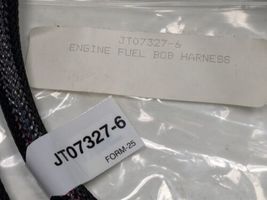 JT07327-6
ENGINE FUEL BOB HARNESS
JT07327-6
FORM-25